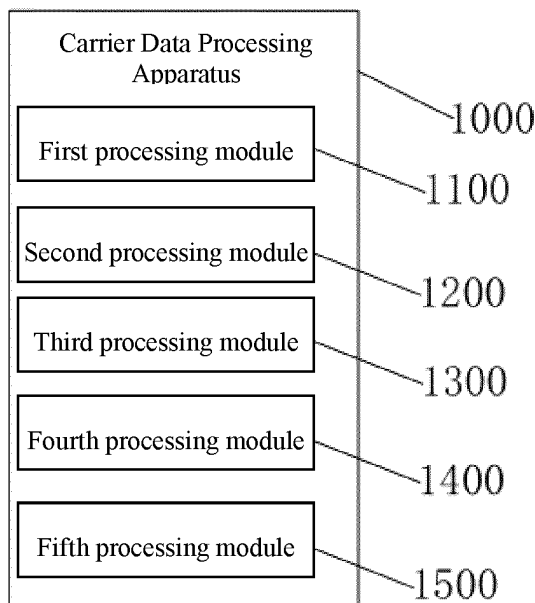 Carrier Data Processing
Apparatus
1000
First processing module
1100
Second processing module
1200
Third processing module
1300
Fourth processing module
1400
Fifth processing module
1500